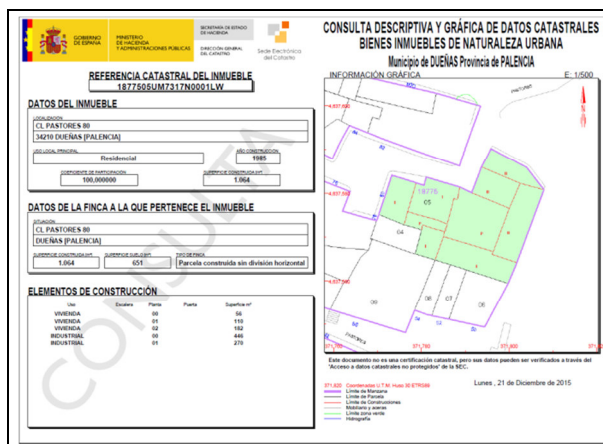 GOBIERNO
DE ESPAÑA
MINISTERIO
DE HACIENDA
Y ADMINISTRACIONES PÚBLICAS
SECRETARÍA DE ESTADO
DE HACIENDA
DIRECCIÓN GENERAL
DEL CATASTRO
Sede Electrónica
del Catastro
REFERENCIA CATASTRAL DEL INMUEBLE
1877505UM7317N0001LW
DATOS DEL INMUEBLE
LOCALIZACIÓN
CL PASTORES 80
34210 DUEÑAS [PALENCIA]
USO LOCAL PRINCIPAL
Residencial
AÑO CONSTRUCCIÓN
1985
COEFICIENTE DE PARTICIPACIÓN
100,000000
SUPERFICIE CONSTRUIDA [m²]
1.064
DATOS DE LA FINCA A LA QUE PERTENECE EL INMUEBLE
SITUACIÓN
CL PASTORES 80
DUEÑAS [PALENCIA]
SUPERFICIE CONSTRUIDA [m²]
1.064
SUPERFICIE SUELO [m²]
651
TIPO DE FINCA
Parcela construida sin división horizontal
ELEMENTOS DE CONSTRUCCIÓN
Uso Escalera Planta Puerta Superficie m²
VIVIENDA 00 56
VIVIENDA 01 110
VIVIENDA 02 182
INDUSTRIAL 00 446
INDUSTRIAL 01 270
CONSULTA
CONSULTA DESCRIPTIVA Y GRÁFICA DE DATOS CATASTRALES
BIENES INMUEBLES DE NATURALEZA URBANA
Municipio de DUEÑAS Provincia de PALENCIA
INFORMACIÓN GRÁFICA E: 1/500
PASTORES
18775
05
04
09
08
07
06
Este documento no es una certificación catastral, pero sus datos pueden ser verificados a través del
"Acceso a datos catastrales no protegidos" de la SEC.
Lunes , 21 de Diciembre de 2015
371,820 Coordenadas U.T.M. Huso 30 ETRS89
Límite de Manzana
Límite de Parcela
Límite de Construcciones
Mobiliario y aceras
Límite zona verde
Hidrografía